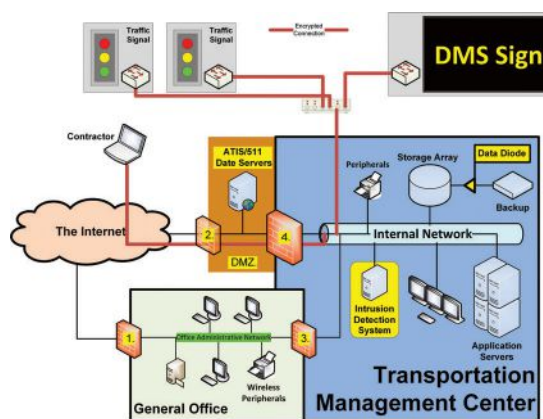 Traffic
Signal
Traffic
Signal
Encrypted
Connection
DMS Sign
Contractor
ATIS/511
Date Servers
Peripherals
Storage Array
Data Diode
Backup
The Internet
2.
4.
Internal Network
DMZ
1.
Office Administrative Network
3.
Intrusion
Detection
System
Application
Servers
Wireless
Peripherals
General Office
Transportation
Management Center